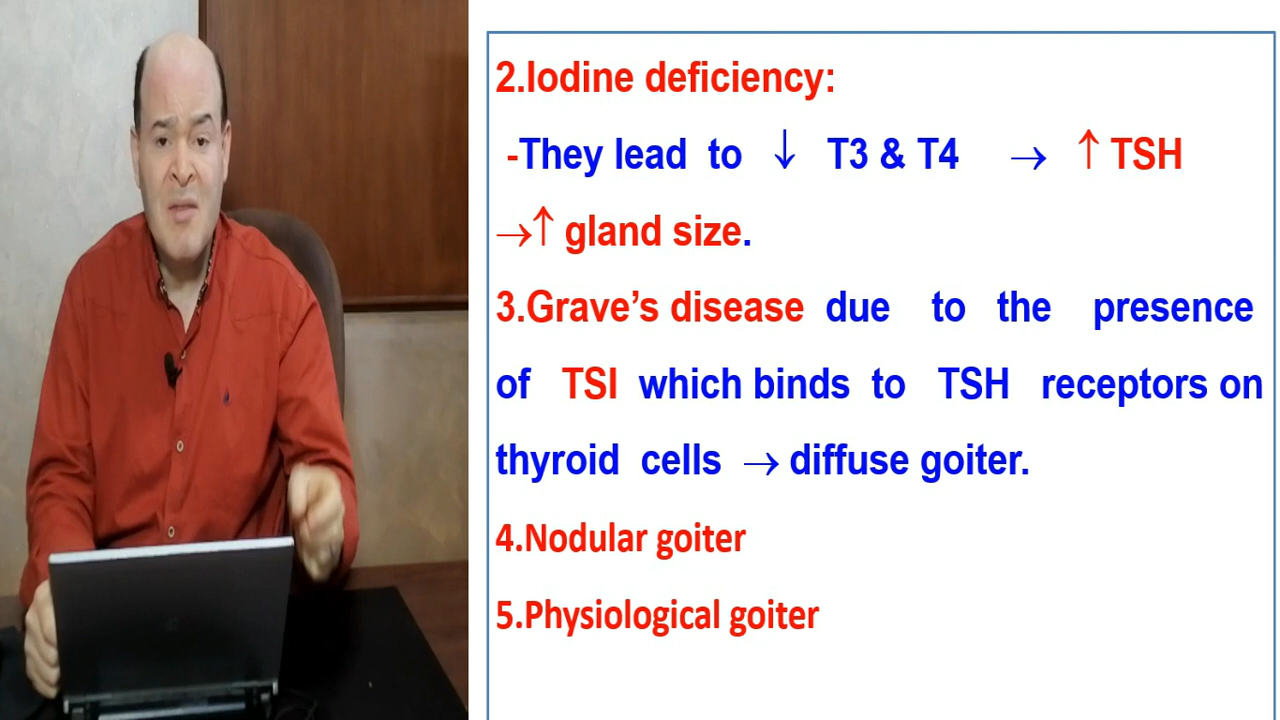 2.Iodine deficiency:
-They lead to ↓ T3 & T4 → ↑ TSH
→↑ gland size.
3.Grave’s disease due to the presence
of TSI which binds to TSH receptors on
thyroid cells → diffuse goiter.
4.Nodular goiter
5.Physiological goiter